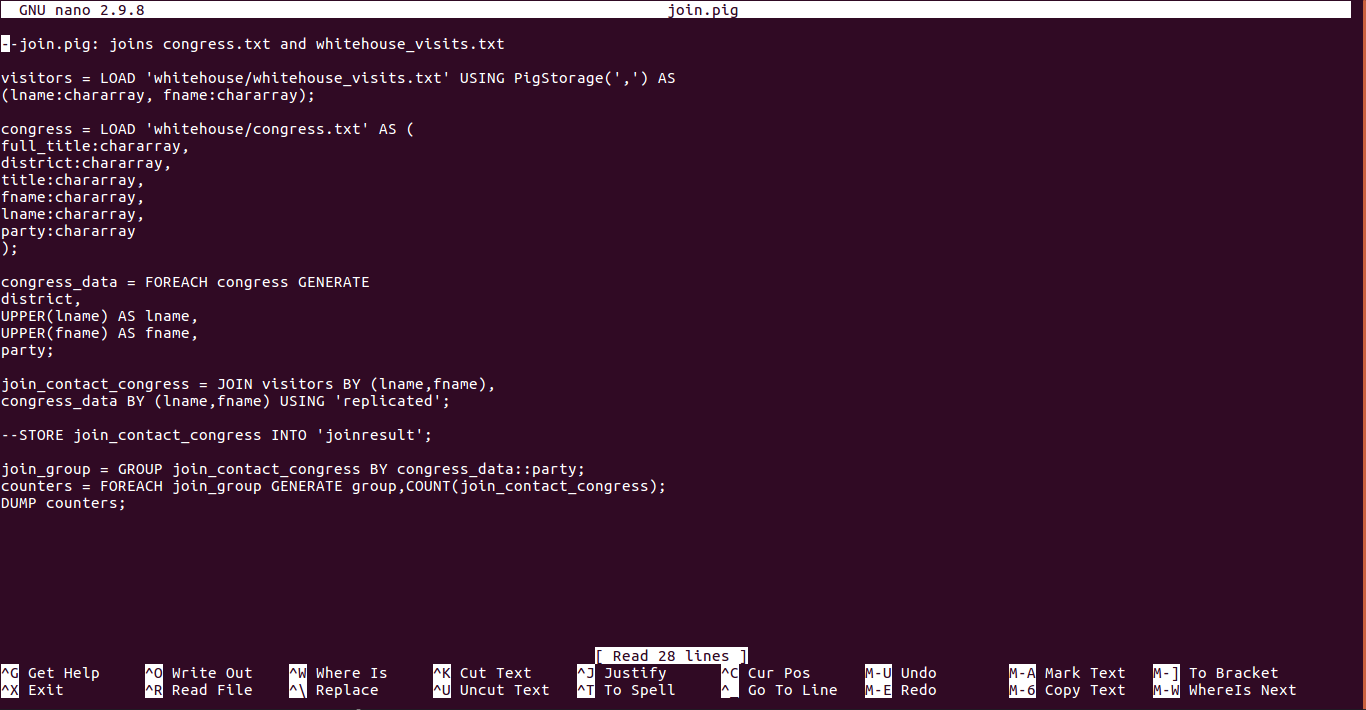 GNU nano 2.9.8 join.pig
--join.pig: joins congress.txt and whitehouse_visits.txt
visitors = LOAD 'whitehouse/whitehouse_visits.txt' USING PigStorage(',') AS
(lname:chararray, fname:chararray);
congress = LOAD 'whitehouse/congress.txt' AS (
full_title:chararray,
district:chararray,
title:chararray,
fname:chararray,
lname:chararray,
party:chararray
);
congress_data = FOREACH congress GENERATE
district,
UPPER(lname) AS lname,
UPPER(fname) AS fname,
party;
join_contact_congress = JOIN visitors BY (lname,fname),
congress_data BY (lname,fname) USING 'replicated';
--STORE join_contact_congress INTO 'joinresult';
join_group = GROUP join_contact_congress BY congress_data::party;
counters = FOREACH join_group GENERATE group,COUNT(join_contact_congress);
DUMP counters;
[ Read 28 lines ]
^G Get Help ^O Write Out ^W Where Is ^K Cut Text ^J Justify ^C Cur Pos M-U Undo M-A Mark Text M-] To Bracket
^X Exit ^R Read File ^\ Replace ^U Uncut Text ^T To Spell ^_ Go To Line M-E Redo M-6 Copy Text M-W WhereIs Next